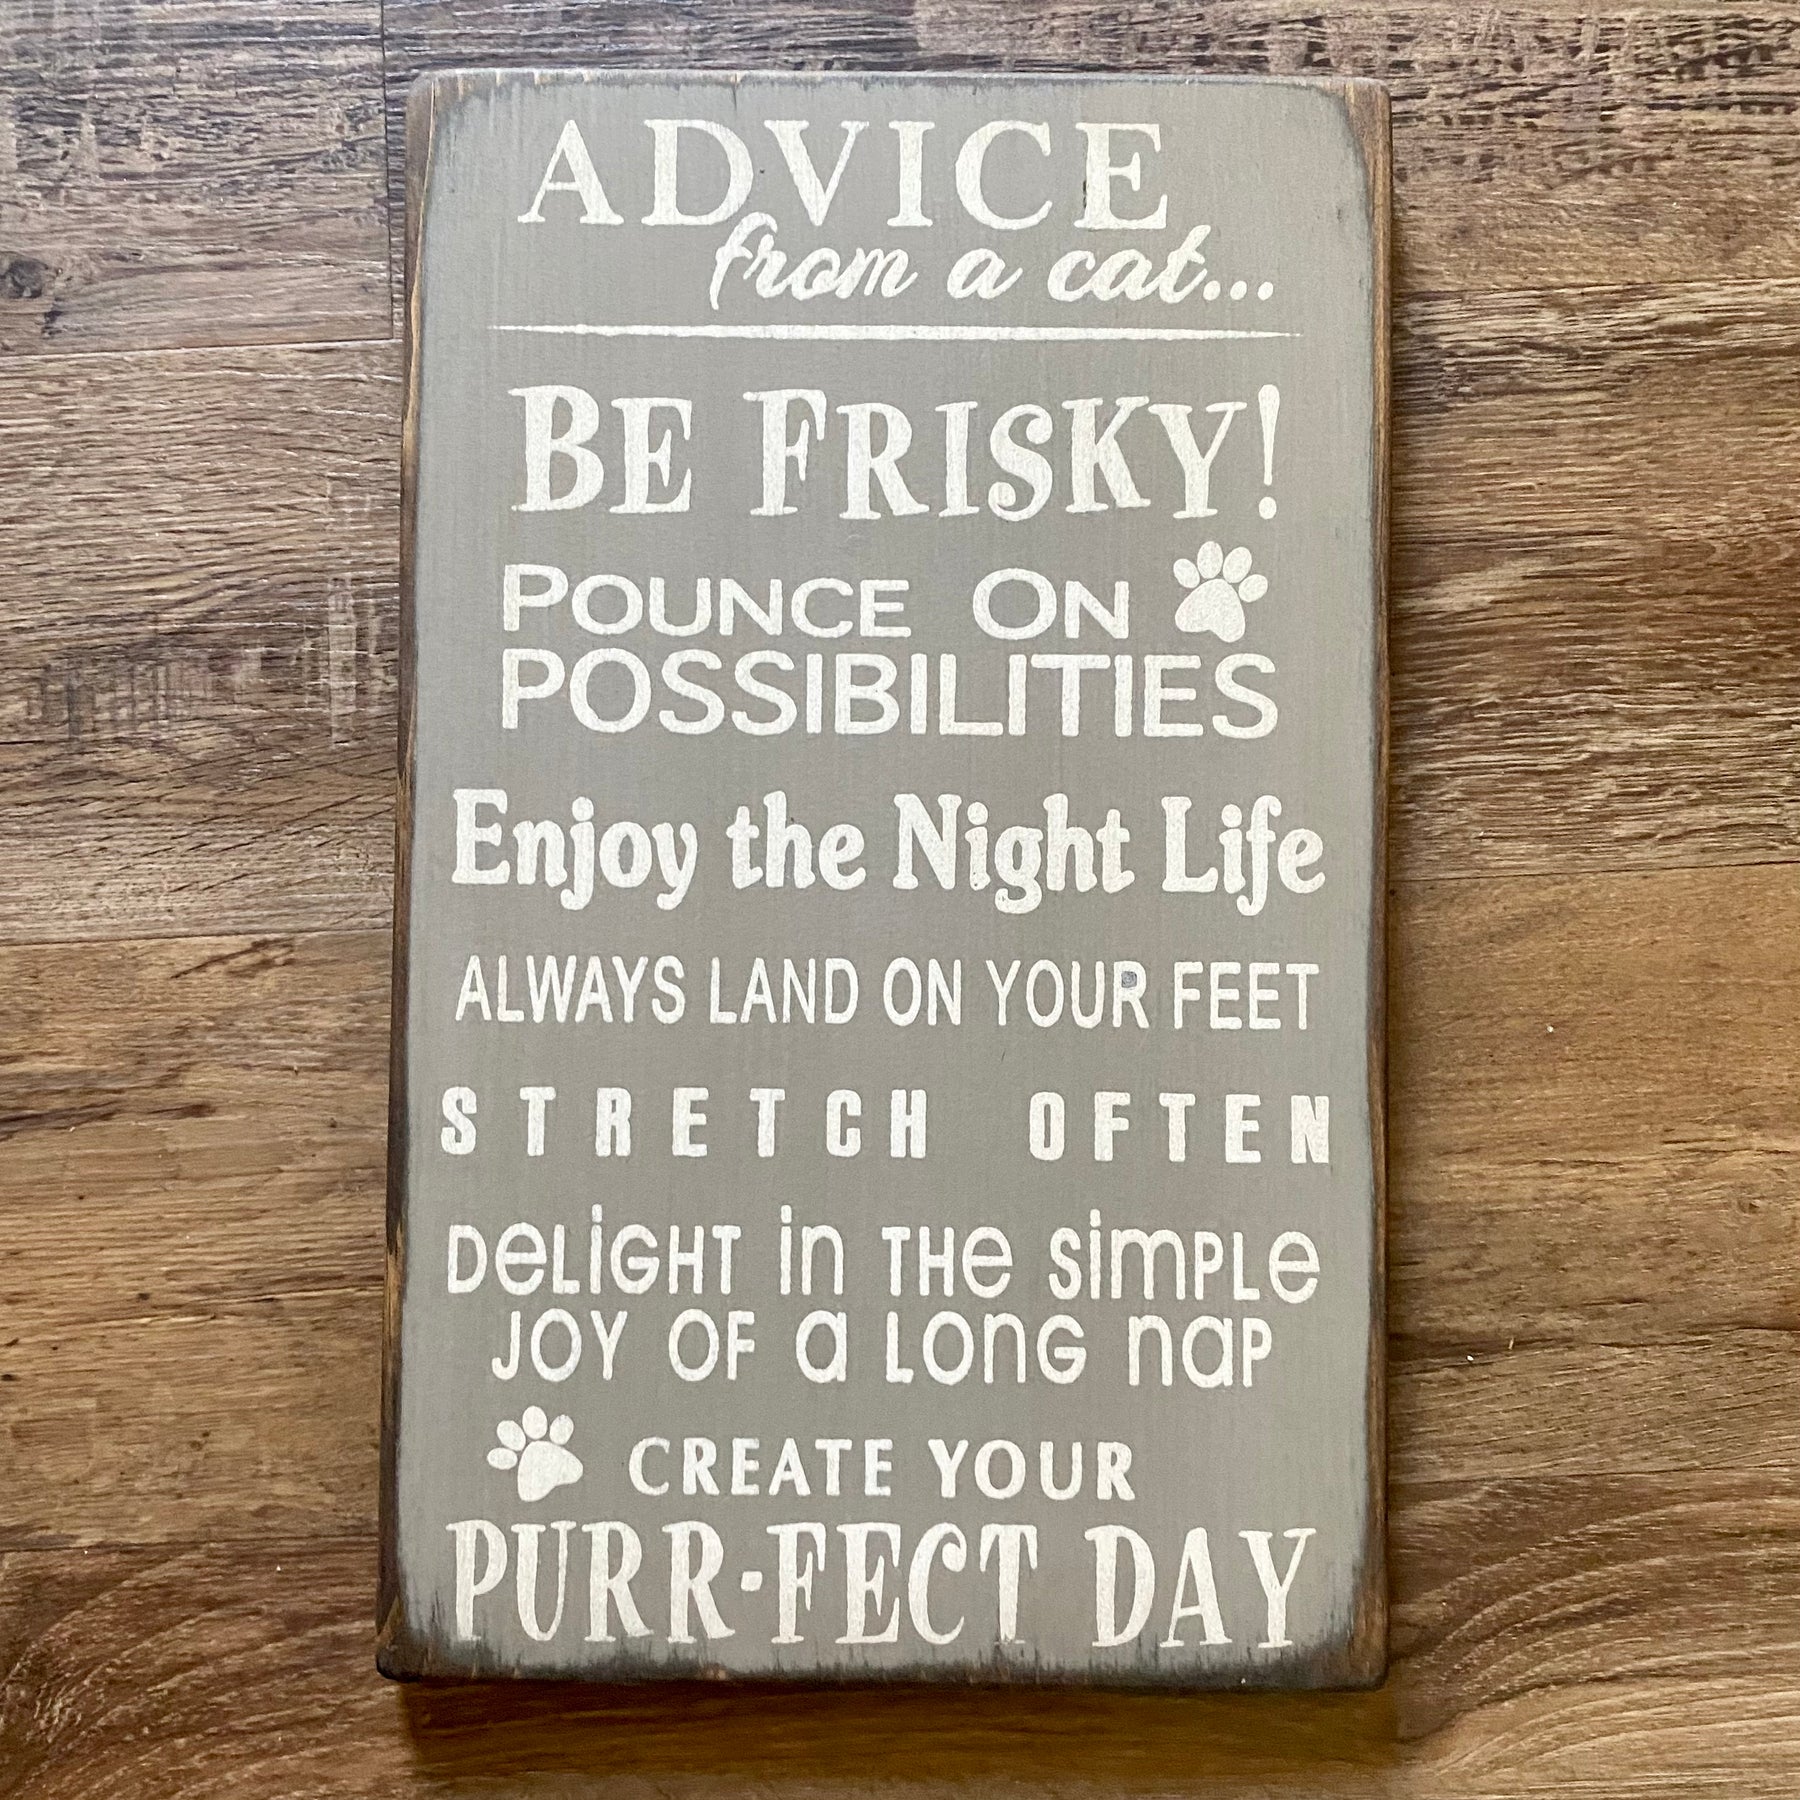 ADVICE
from a cat...
BE FRISKY!
POUNCE ON
POSSIBILITIES
Enjoy the Night Life
ALWAYS LAND ON YOUR FEET
STRETCH OFTEN
DeLiGHT in THe SimPLe
JOY OF a LONG naP
CREATE YOUR
PURR-FECT DAY